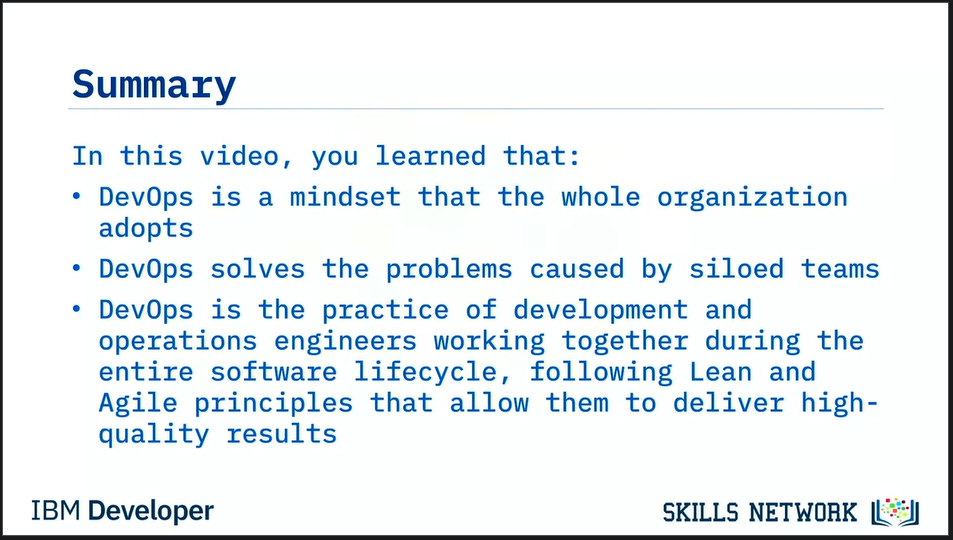 Summary
In this video, you learned that:
• DevOps is a mindset that the whole organization
adopts
• DevOps solves the problems caused by siloed teams
• DevOps is the practice of development and
operations engineers working together during the
entire software lifecycle, following Lean and
Agile principles that allow them to deliver high-
quality results
IBM Developer
SKILLS NETWORK